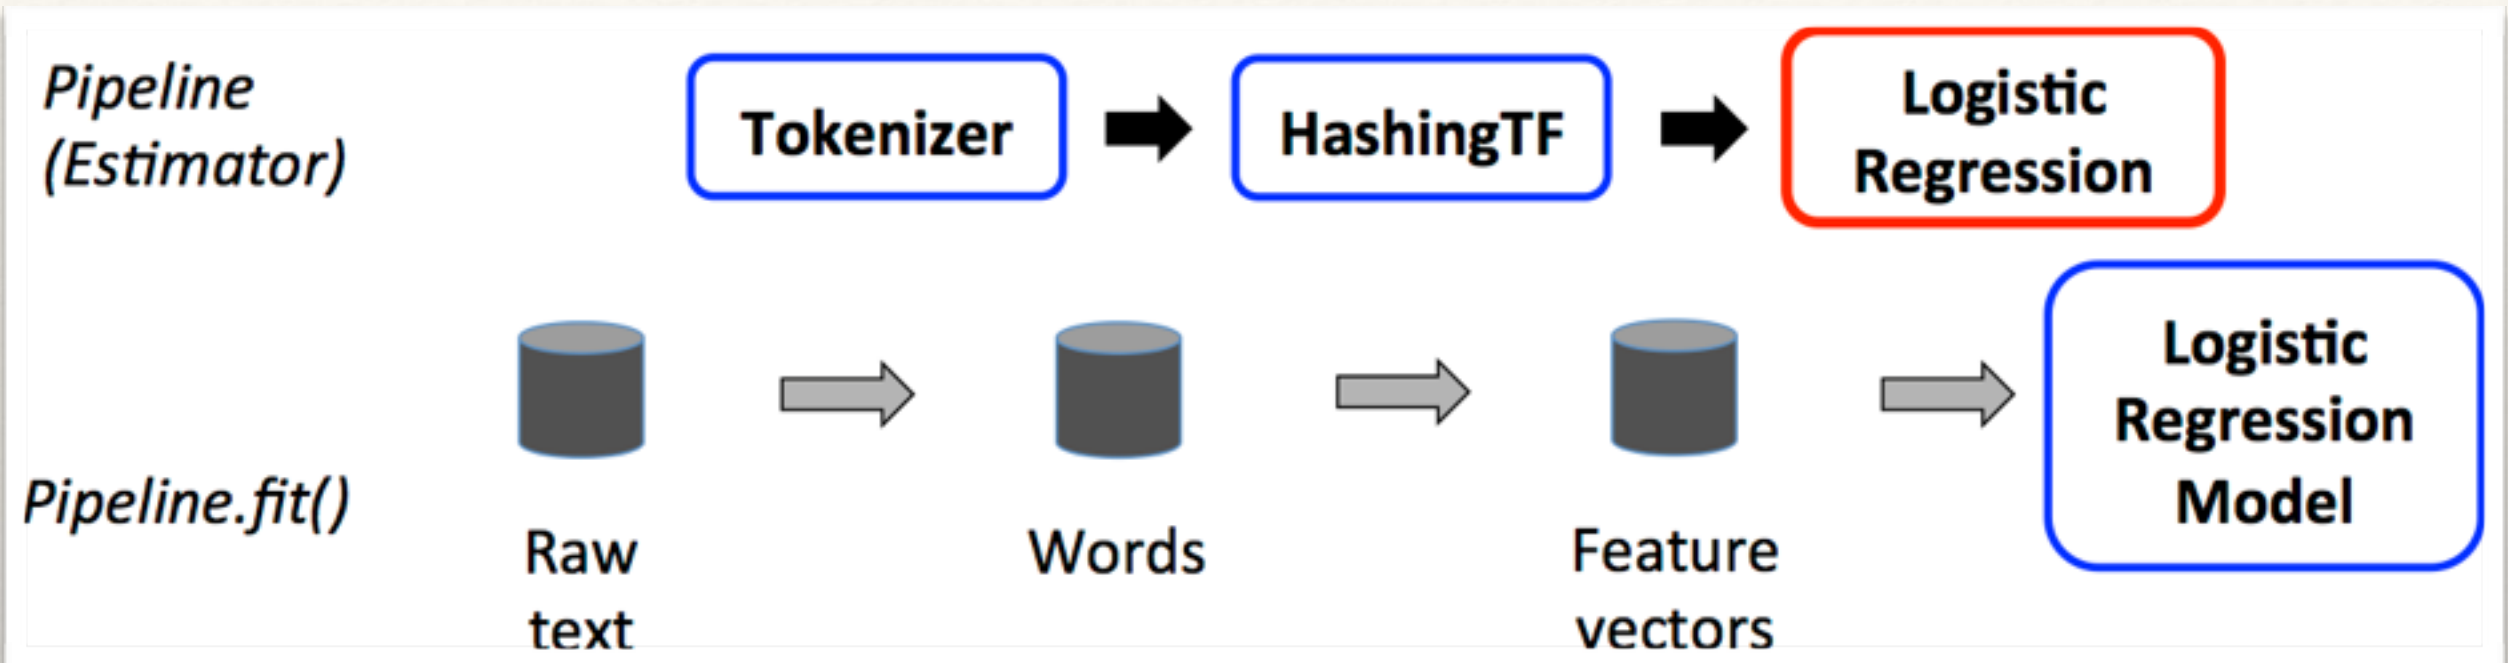 Pipeline
(Estimator)
Tokenizer
HashingTF
Logistic
Regression
Pipeline.fit()
Raw
text
Words
Feature
vectors
Logistic
Regression
Model